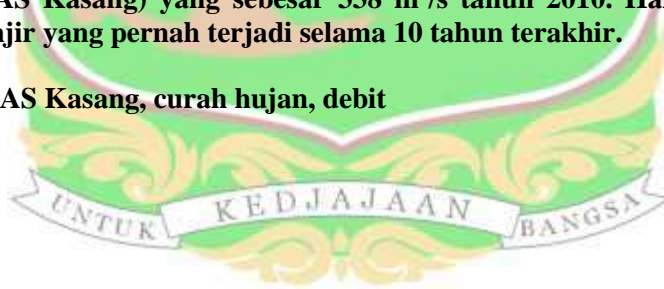 AS Kasang) yang sebesar 558 m³/s tahun 2010. Ha
jir yang pernah terjadi selama 10 tahun terakhir.
AS Kasang, curah hujan, debit
UNTUK KEDJAJAAN BANGSA